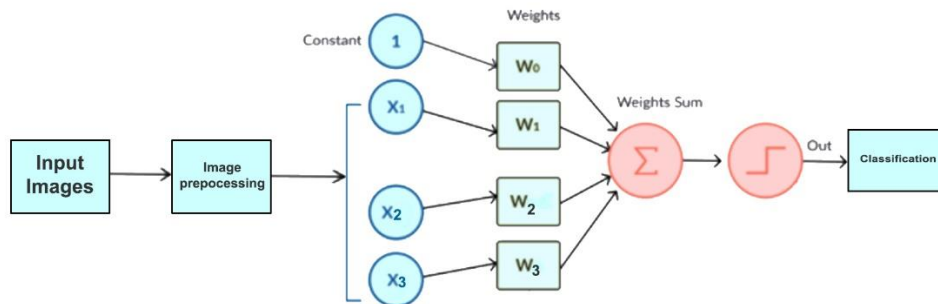 Weights
Constant
1
W0
X1
W1
Weights Sum
Input
Images
Image
prepocessing
Σ
Out
Classification
X2
W2
X3
W3